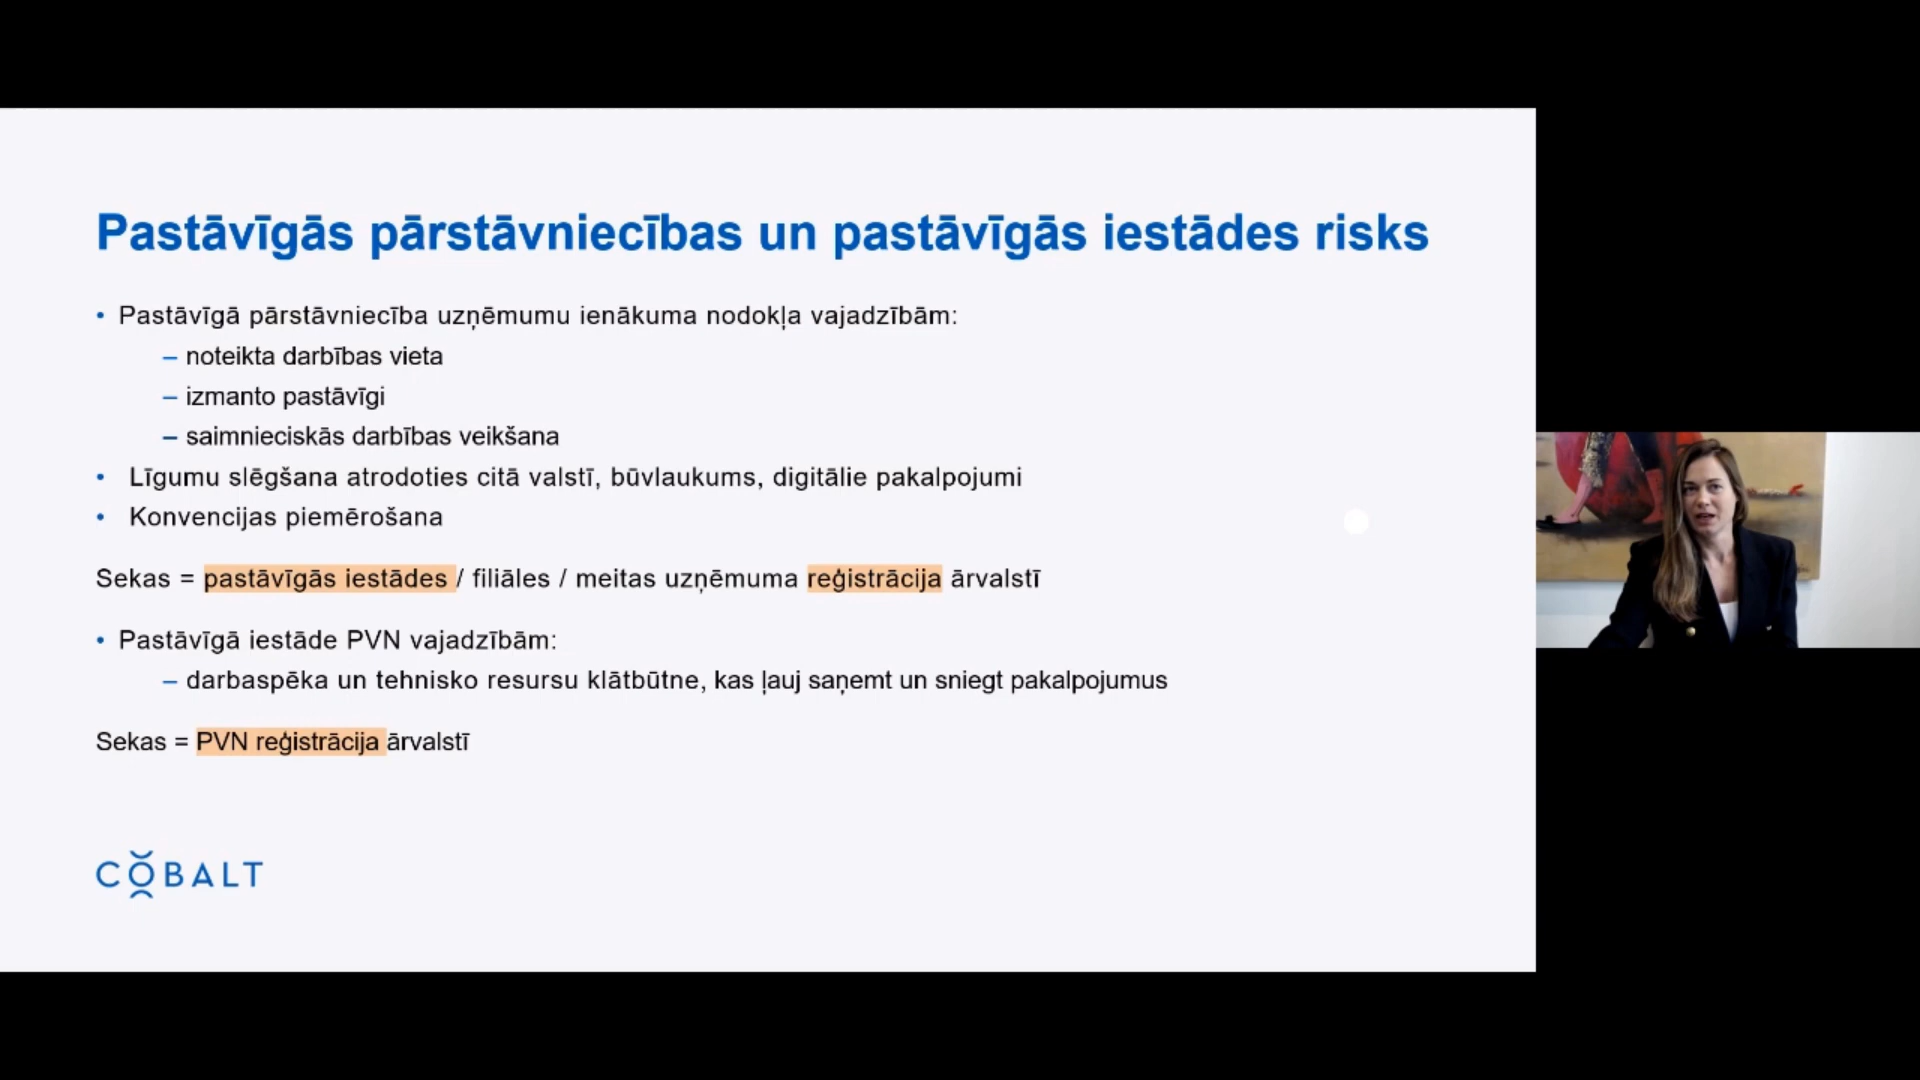 Pastāvīgās pārstāvniecības un pastāvīgās iestādes risks
• Pastāvīgā pārstāvniecība uzņēmumu ienākuma nodokļa vajadzībām:
– noteikta darbības vieta
– izmanto pastāvīgi
– saimnieciskās darbības veikšana
• Līgumu slēgšana atrodoties citā valstī, būvlaukums, digitālie pakalpojumi
• Konvencijas piemērošana
Sekas = pastāvīgās iestādes / filiāles / meitas uzņēmuma reģistrācija ārvalstī
• Pastāvīgā iestāde PVN vajadzībām:
– darbaspēka un tehnisko resursu klātbūtne, kas ļauj saņemt un sniegt pakalpojumus
Sekas = PVN reģistrācija ārvalstī
COBALT